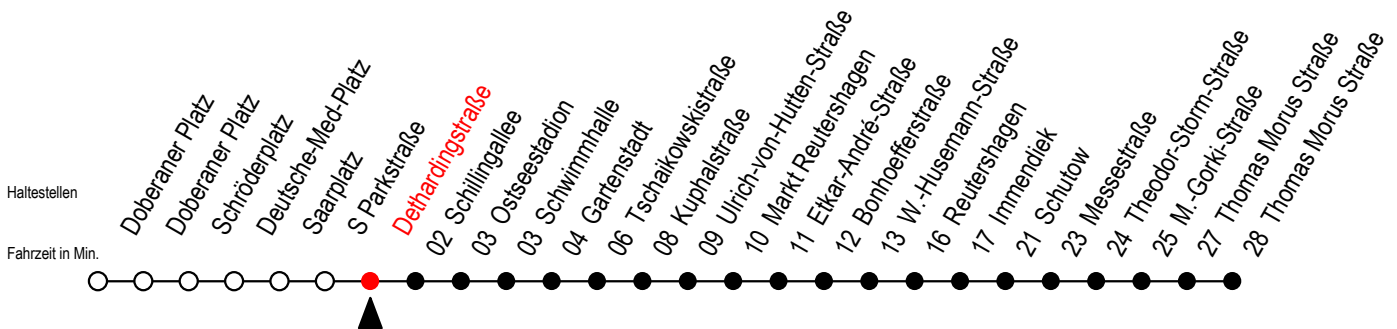 Haltestellen
Doberaner Platz
Doberaner Platz
Schröderplatz
Deutsche-Med-Platz
Saarplatz
S Parkstraße
Dethardingstraße
02 Schillingallee
03 Ostseestadion
03 Schwimmhalle
04 Gartenstadt
06 Tschaikowskistraße
08 Kuphalstraße
09 Ulrich-von-Hutten-Straße
10 Markt Reutershagen
11 Etkar-André-Straße
12 Bonhoefferstraße
13 W.-Husemann-Straße
16 Reutershagen
17 Immendiek
21 Schutow
23 Messestraße
24 Theodor-Storm-Straße
25 M.-Gorki-Straße
27 Thomas Morus Straße
28 Thomas Morus Straße
Fahrzeit in Min.